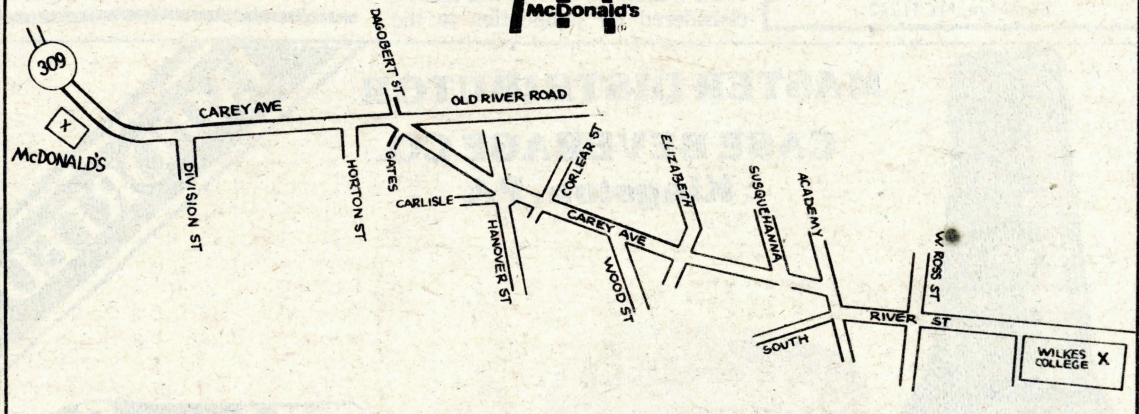 McDonald's
309
X
McDONALD'S
CAREY AVE
DAGOBERT ST
OLD RIVER ROAD
DIVISION ST
HORTON ST
GATES
CARLISLE
HANOVER ST
CORLEAR ST
CAREY AVE
WOOD ST
ELIZABETH
SUSQUEHANNA
ACADEMY
SOUTH
RIVER ST
W. ROSS ST
WILKES X
COLLEGE